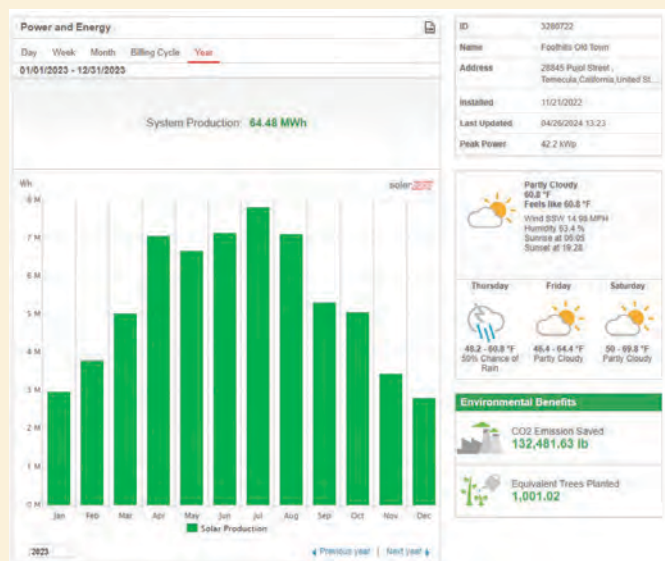 Power and Energy
Day Week Month Billing Cycle Year
01/01/2023 - 12/31/2023
System Production: 64.48 MWh
Wh
solaredge
8 M
7 M
6 M
5 M
4 M
3 M
2 M
1 M
0 M
Jan Feb Mar Apr May Jun Jul Aug Sep Oct Nov Dec
Solar Production
2023
Previous year | Next year
ID
Name Foothills Old Town
Address 28845 Pujol Street ,
Temecula,California,United St...
Installed 11/21/2022
Last Updated 04/26/2024 13:23
Peak Power 42.2 kWp
Partly Cloudy
60.8 °F
Feels like 60.8 °F
Wind SSW 14.98 MPH
Humidity 63.4 %
Sunrise at 06:05
Sunset at 19:28
Thursday Friday Saturday
48.2 - 60.8 °F 46.4 - 64.4 °F 50 - 69.8 °F
50% Chance of Rain Partly Cloudy Partly Cloudy
Environmental Benefits
CO2 Emission Saved
132,481.63 lb
Equivalent Trees Planted
1,001.02